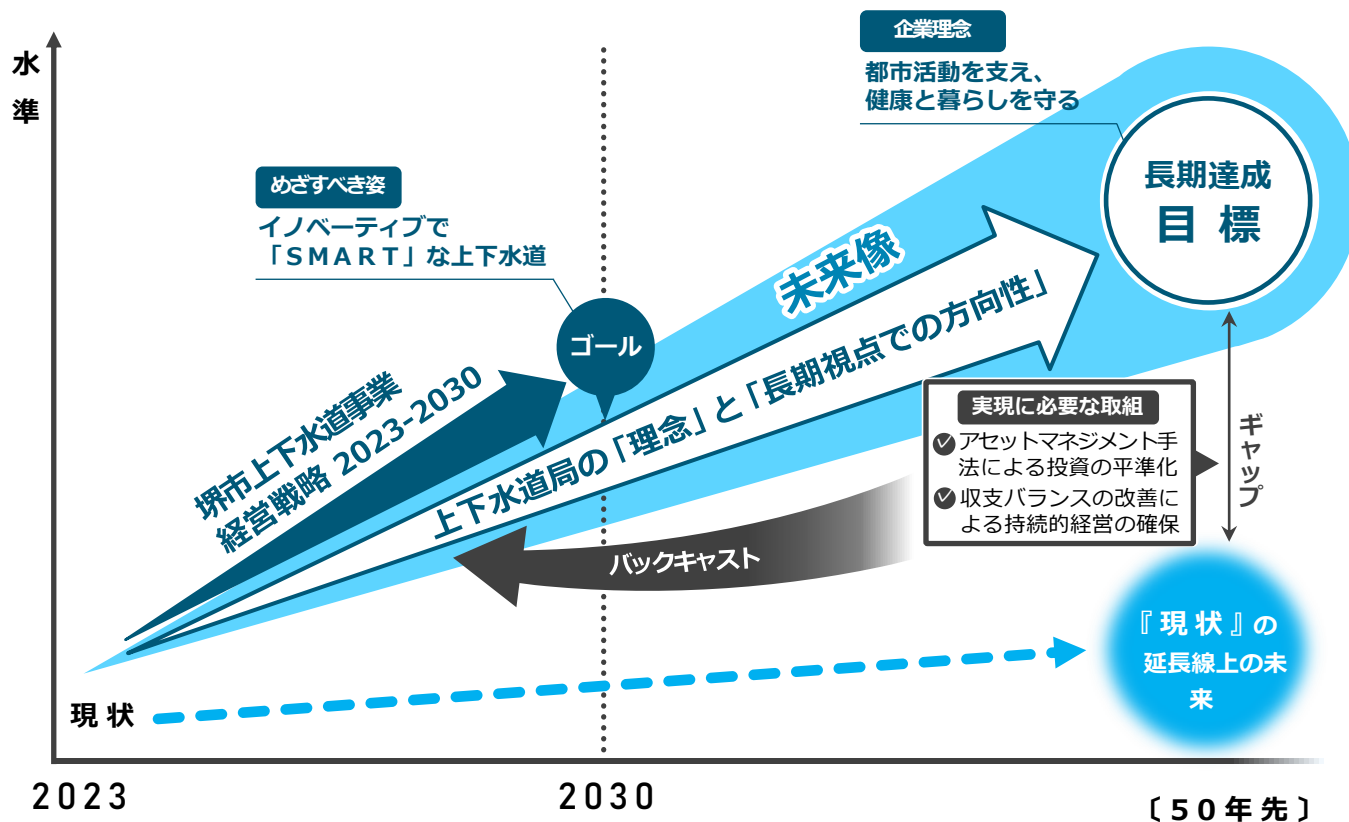 水
準
企業理念
都市活動を支え、
健康と暮らしを守る
長期達成
目標
めざすべき姿
イノベーティブで
「SMART」な上下水道
ゴール
未来像
堺市上下水道事業
経営戦略 2023-2030
上下水道局の「理念」と「長期視点での方向性」
実現に必要な取組
アセットマネジメント手
法による投資の平準化
収支バランスの改善に
よる持続的経営の確保
ギャップ
バックキャスト
『現状』の
延長線上の未
来
現状
2023
2030
〔50年先〕